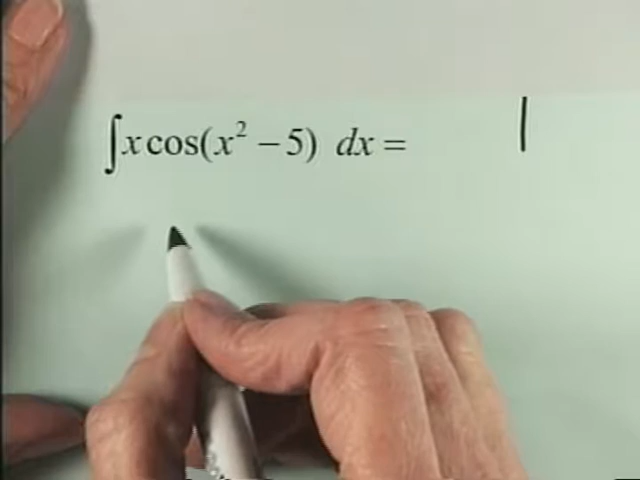 ∫x cos(x² − 5) dx =